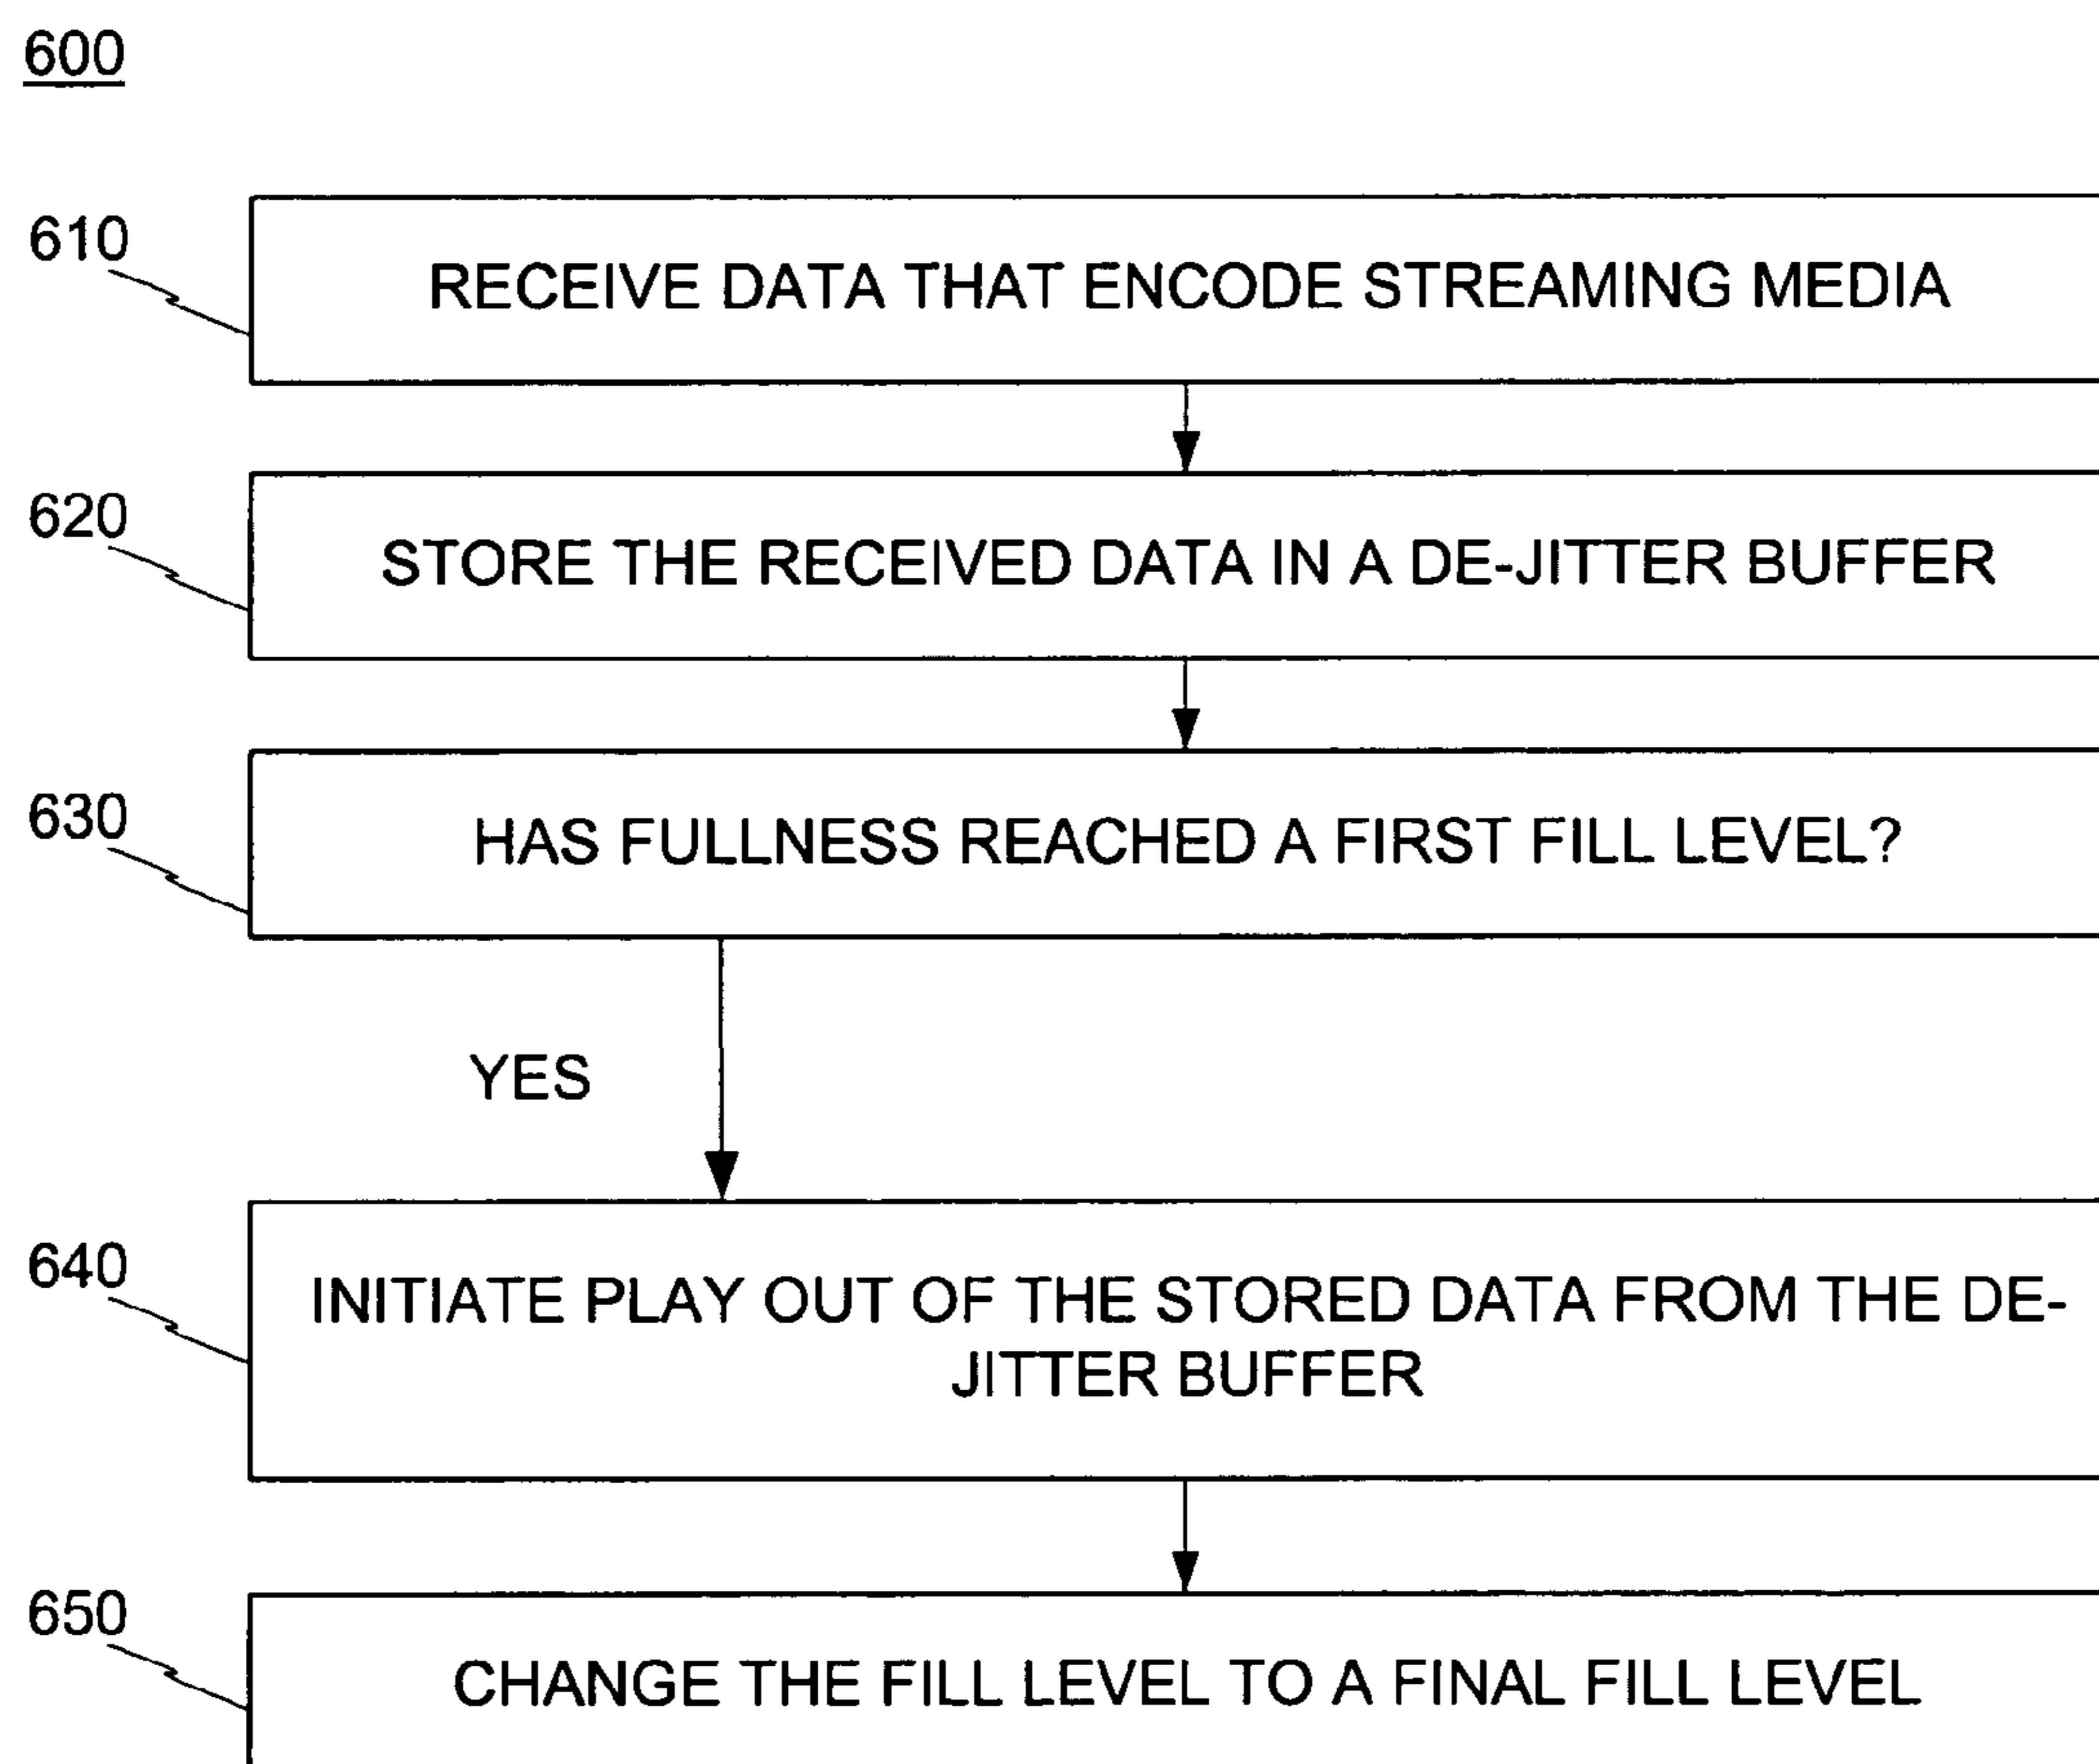 600
610
RECEIVE DATA THAT ENCODE STREAMING MEDIA
620
STORE THE RECEIVED DATA IN A DE-JITTER BUFFER
630
HAS FULLNESS REACHED A FIRST FILL LEVEL?
YES
640
INITIATE PLAY OUT OF THE STORED DATA FROM THE DE-
JITTER BUFFER
650
CHANGE THE FILL LEVEL TO A FINAL FILL LEVEL